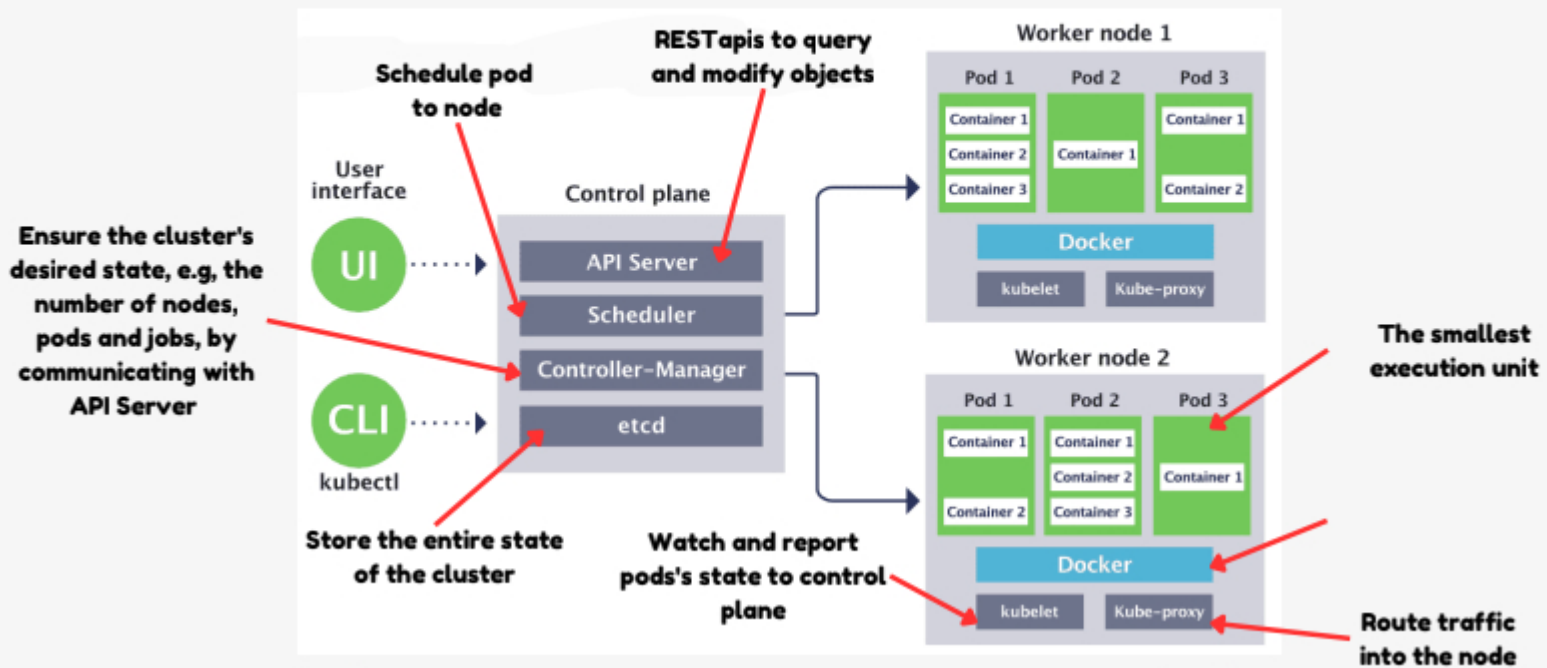 RESTapis to query
and modify objects
Schedule pod
to node
User
interface
UI
Ensure the cluster's
desired state, e.g, the
number of nodes,
pods and jobs, by
communicating with
API Server
CLI
kubectl
Control plane
API Server
Scheduler
Controller-Manager
etcd
Store the entire state
of the cluster
Worker node 1
Pod 1 Pod 2 Pod 3
Container 1
Container 2
Container 3
Container 1
Container 1
Container 2
Docker
kubelet Kube-proxy
Worker node 2
Pod 1 Pod 2 Pod 3
Container 1
Container 2
Container 1
Container 2
Container 3
Container 1
Docker
kubelet Kube-proxy
Watch and report
pods's state to control
plane
The smallest
execution unit
Route traffic
into the node